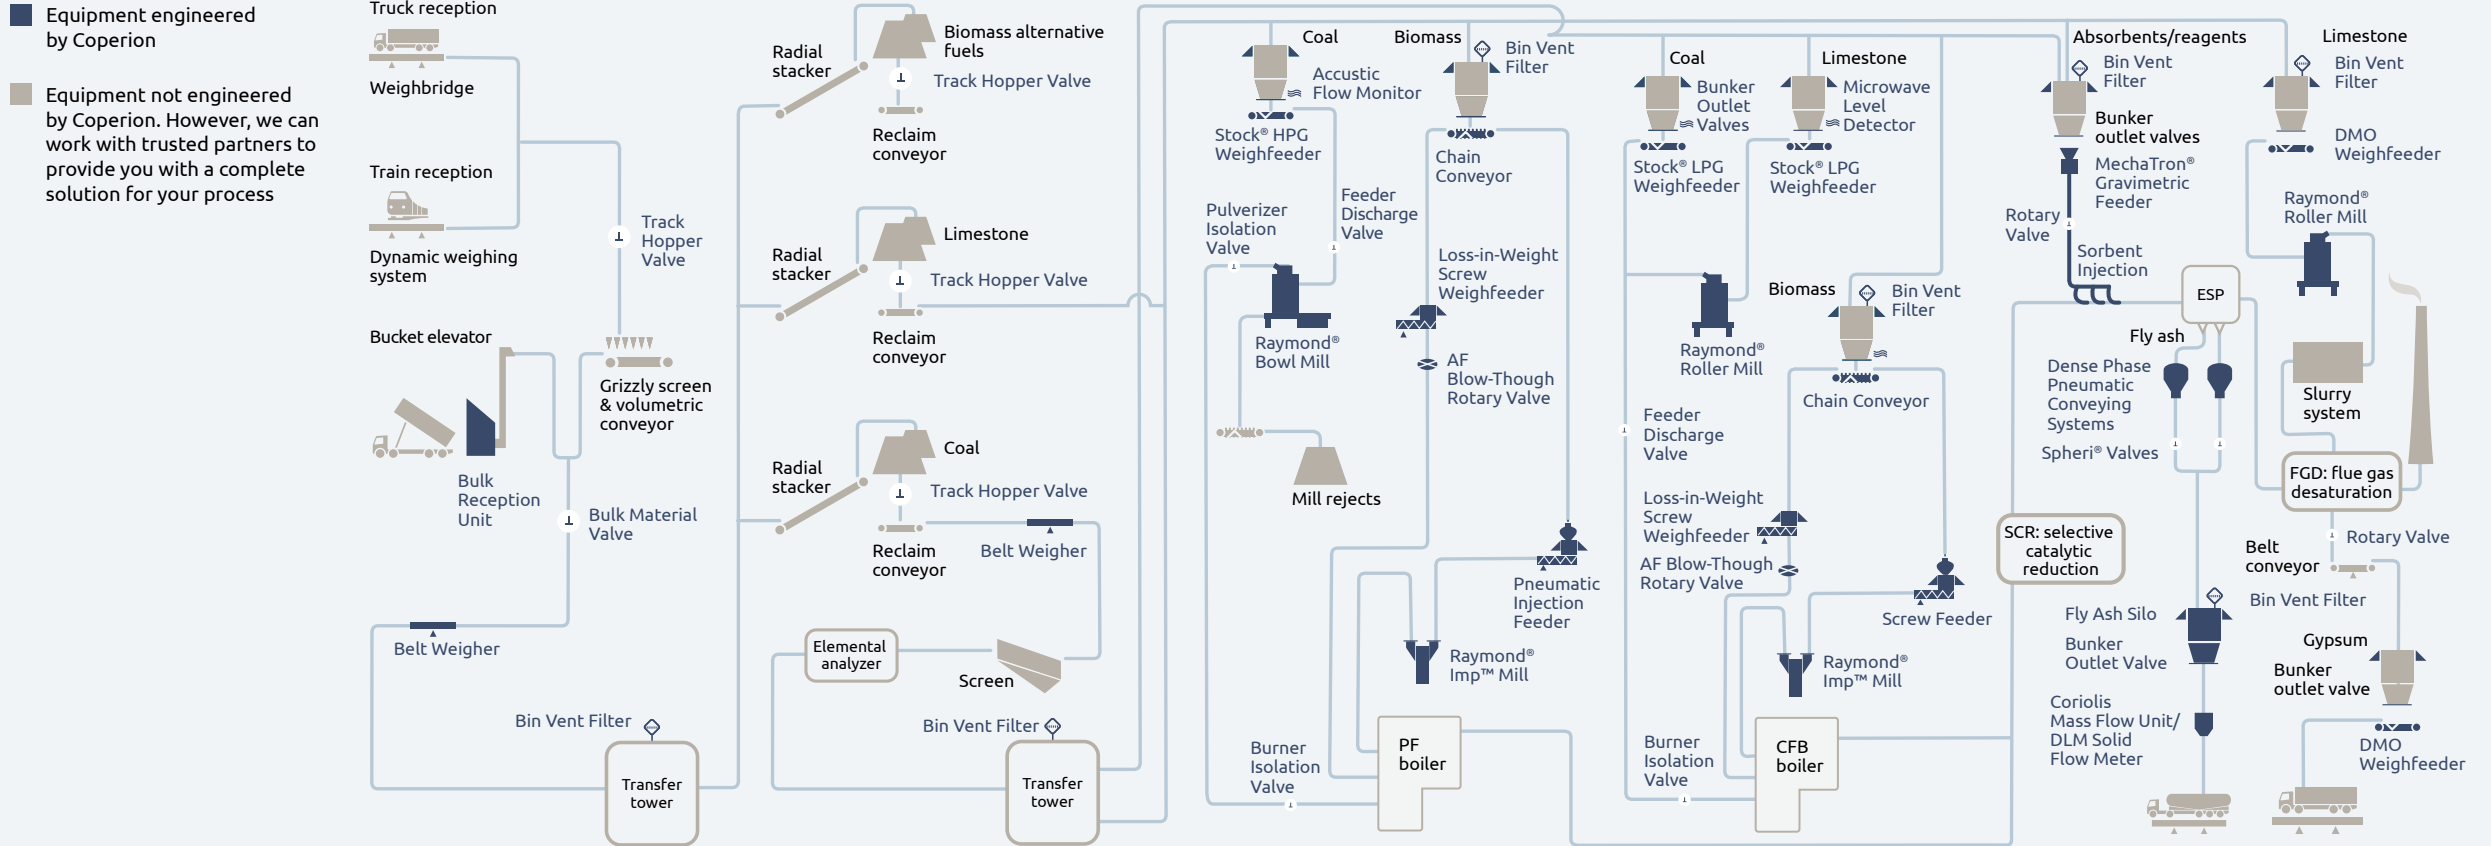 Equipment engineered
by Coperion
Equipment not engineered
by Coperion. However, we can
work with trusted partners to
provide you with a complete
solution for your process
Truck reception
Weighbridge
Train reception
Dynamic weighing
system
Track
Hopper
Valve
Bucket elevator
Bulk
Reception
Unit
Grizzly screen
& volumetric
conveyor
Bulk Material
Valve
Belt Weigher
Bin Vent Filter
Transfer
tower
Radial
stacker
Biomass alternative
fuels
Track Hopper Valve
Reclaim
conveyor
Radial
stacker
Limestone
Track Hopper Valve
Reclaim
conveyor
Radial
stacker
Coal
Track Hopper Valve
Reclaim
conveyor
Belt Weigher
Elemental
analyzer
Screen
Bin Vent Filter
Transfer
tower
Coal
Accustic
Flow Monitor
Stock® HPG
Weighfeeder
Pulverizer
Isolation
Valve
Feeder
Discharge
Valve
Raymond®
Bowl Mill
Mill rejects
Biomass
Bin Vent
Filter
Chain
Conveyor
Loss-in-Weight
Screw
Weighfeeder
AF
Blow-Though
Rotary Valve
Pneumatic
Injection
Feeder
Raymond®
Imp™ Mill
Burner
Isolation
Valve
PF
boiler
Coal
Bunker
Outlet
Valves
Stock® LPG
Weighfeeder
Limestone
Microwave
Level
Detector
Stock® LPG
Weighfeeder
Raymond®
Roller Mill
Biomass
Bin Vent
Filter
Chain Conveyor
Feeder
Discharge
Valve
Loss-in-Weight
Screw
Weighfeeder
AF Blow-Though
Rotary Valve
Screw Feeder
Raymond®
Imp™ Mill
Burner
Isolation
Valve
CFB
boiler
Absorbents/reagents
Bin Vent
Filter
Bunker
outlet valves
MechaTron®
Gravimetric
Feeder
Rotary
Valve
Sorbent
Injection
ESP
Fly ash
Dense Phase
Pneumatic
Conveying
Systems
Spheri® Valves
SCR: selective
catalytic
reduction
Fly Ash Silo
Bin Vent Filter
Bunker
Outlet Valve
Coriolis
Mass Flow Unit/
DLM Solid
Flow Meter
Limestone
Bin Vent
Filter
DMO
Weighfeeder
Raymond®
Roller Mill
Slurry
system
FGD: flue gas
desaturation
Rotary Valve
Belt
conveyor
Gypsum
Bunker
outlet valve
DMO
Weighfeeder